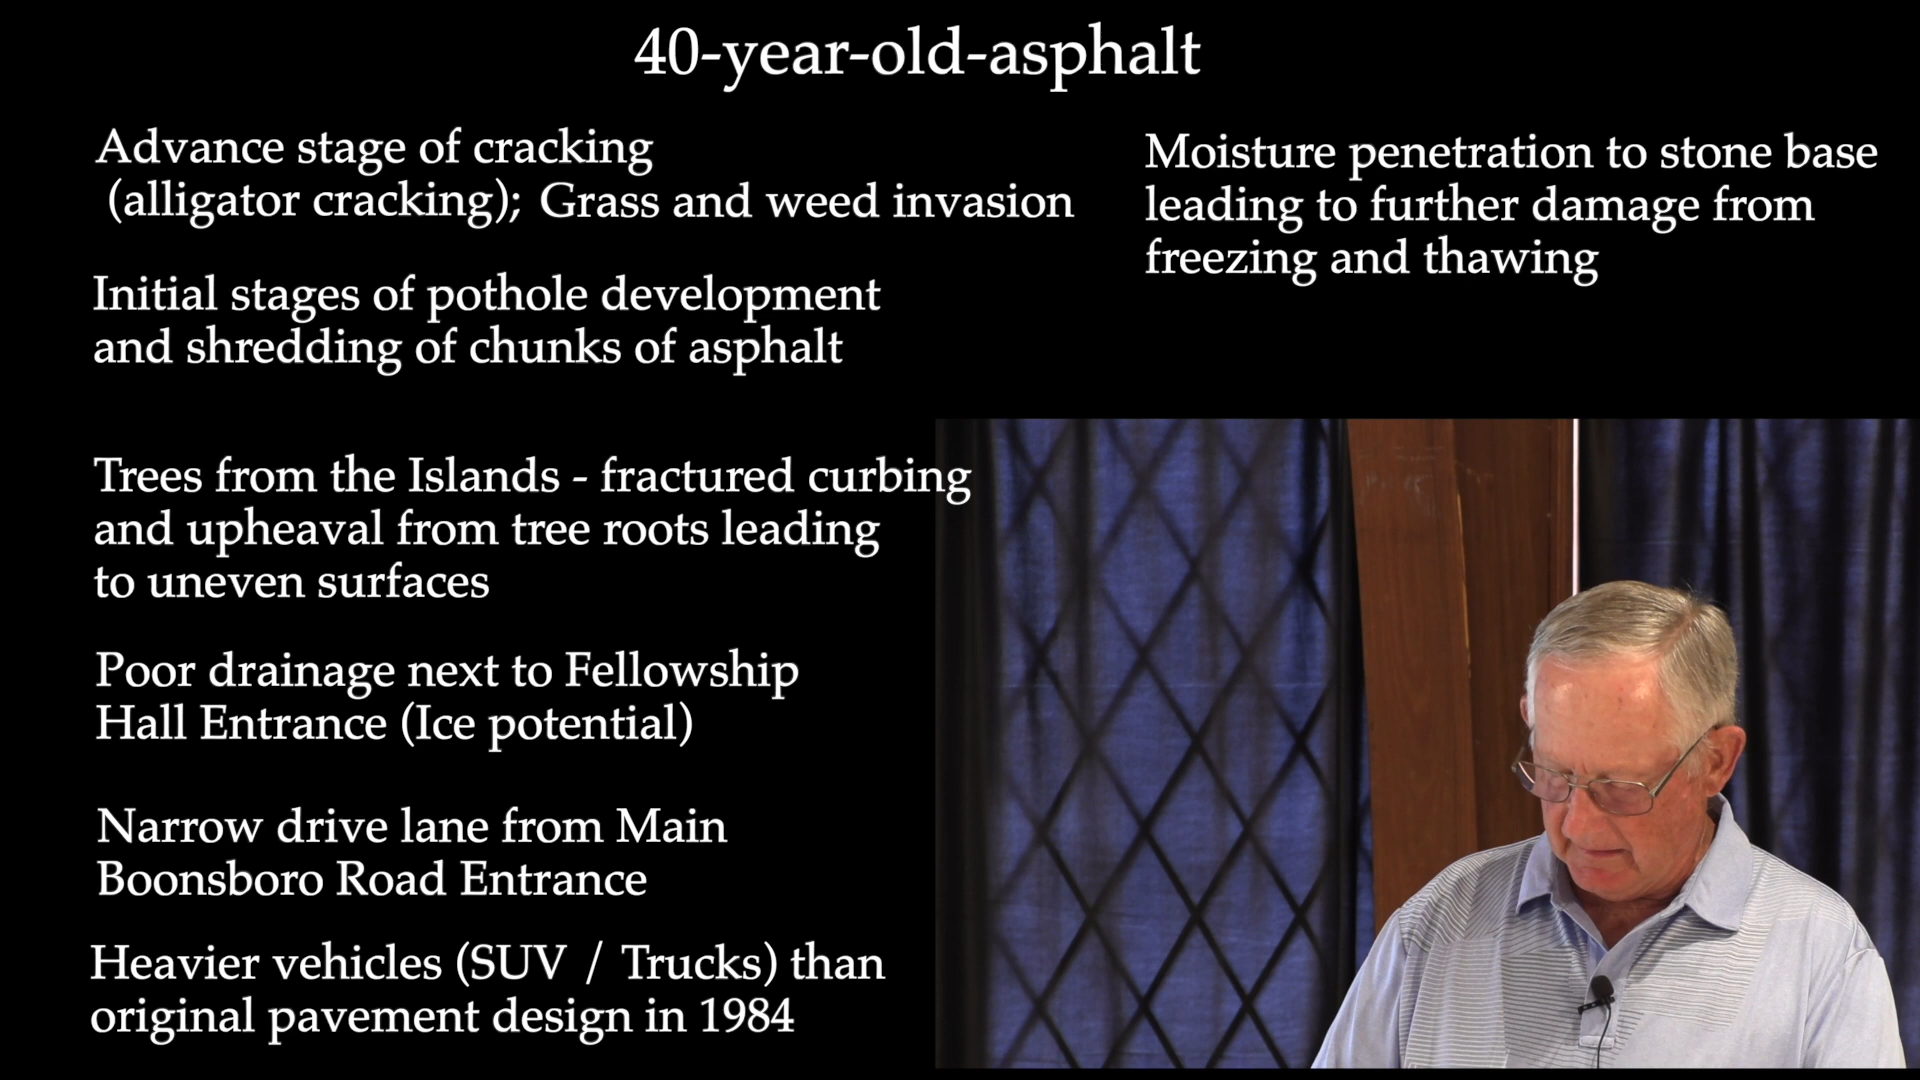 40-year-old-asphalt
Advance stage of cracking
(alligator cracking); Grass and weed invasion
Initial stages of pothole development
and shredding of chunks of asphalt
Trees from the Islands - fractured curbing
and upheaval from tree roots leading
to uneven surfaces
Poor drainage next to Fellowship
Hall Entrance (Ice potential)
Narrow drive lane from Main
Boonsboro Road Entrance
Heavier vehicles (SUV / Trucks) than
original pavement design in 1984
Moisture penetration to stone base
leading to further damage from
freezing and thawing